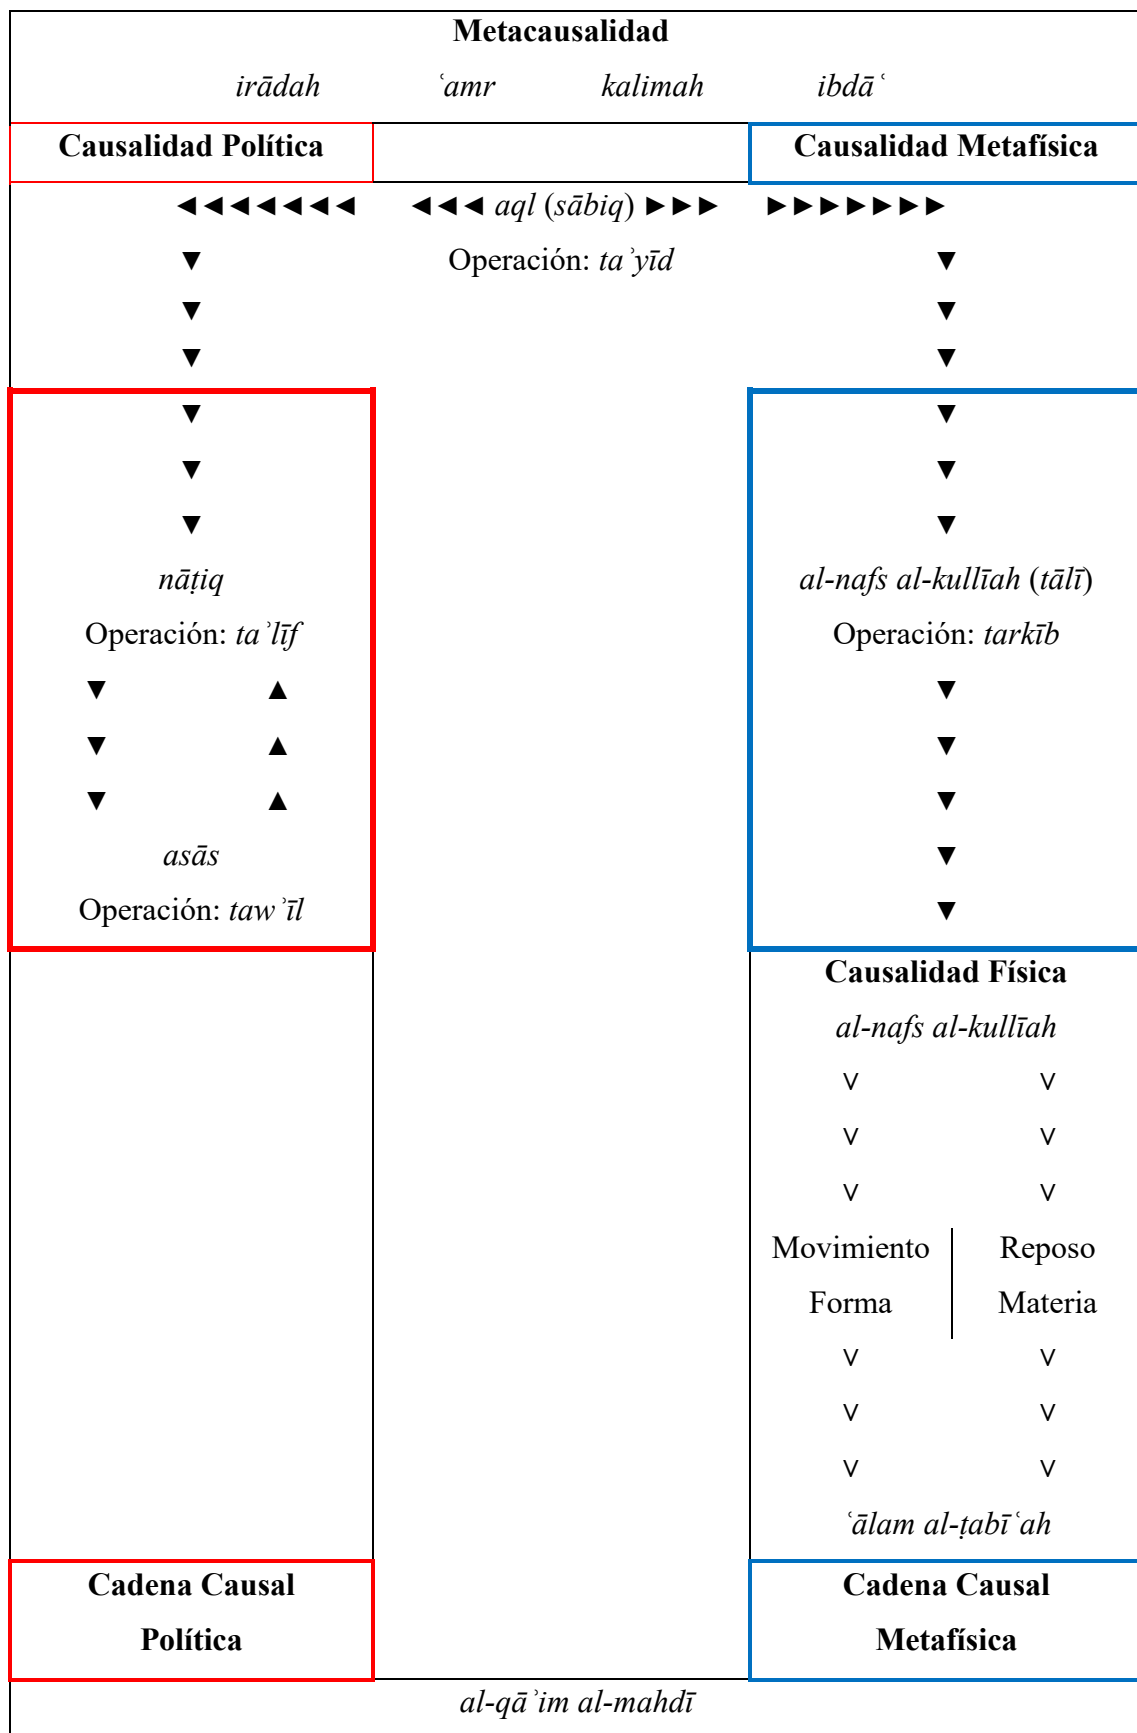 Metacausalidad
irādah ʿamr kalimah ibdāʿ
Causalidad Política Causalidad Metafísica
◄◄◄◄◄◄◄ ◄◄◄ aql (sābiq) ►►► ►►►►►►►
▼ Operación: taʾyīd ▼
▼ ▼
▼ ▼
▼ ▼
▼ ▼
▼ ▼
nāṭiq al-nafs al-kullīah (tālī)
Operación: taʾlīf Operación: tarkīb
▼ ▲ ▼
▼ ▲ ▼
▼ ▲ ▼
asās ▼
Operación: tawʾīl ▼
Causalidad Física
al-nafs al-kullīah
v v
v v
v v
Movimiento Reposo
Forma Materia
v v
v v
v v
ʿālam al-ṭabīʿah
Cadena Causal Cadena Causal
Política Metafísica
al-qāʾim al-mahdī